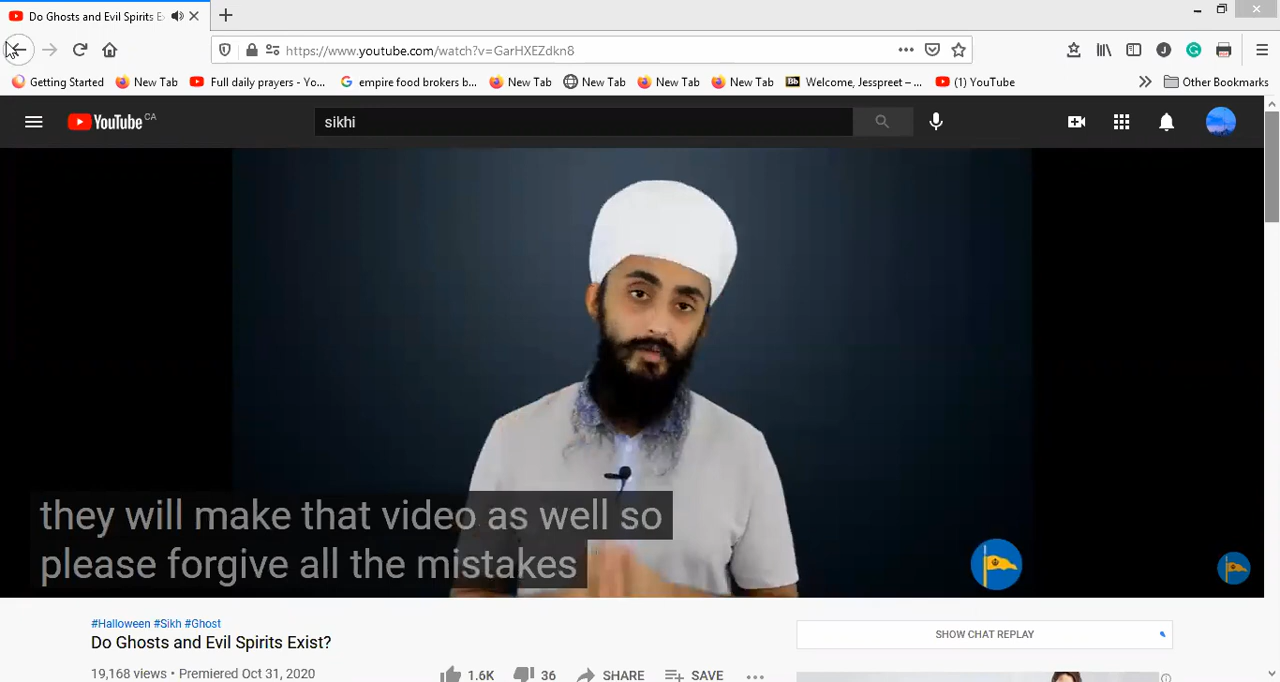 Do Ghosts and Evil Spirits E
https://www.youtube.com/watch?v=GarHXEZdkn8
J
Getting Started New Tab Full daily prayers - Yo... empire food brokers b... New Tab New Tab New Tab New Tab Welcome, Jesspreet – ... (1) YouTube Other Bookmarks
YouTube CA sikhi
they will make that video as well so
please forgive all the mistakes
#Halloween #Sikh #Ghost
Do Ghosts and Evil Spirits Exist?
SHOW CHAT REPLAY
19,168 views • Premiered Oct 31, 2020 1.6K 36 SHARE SAVE